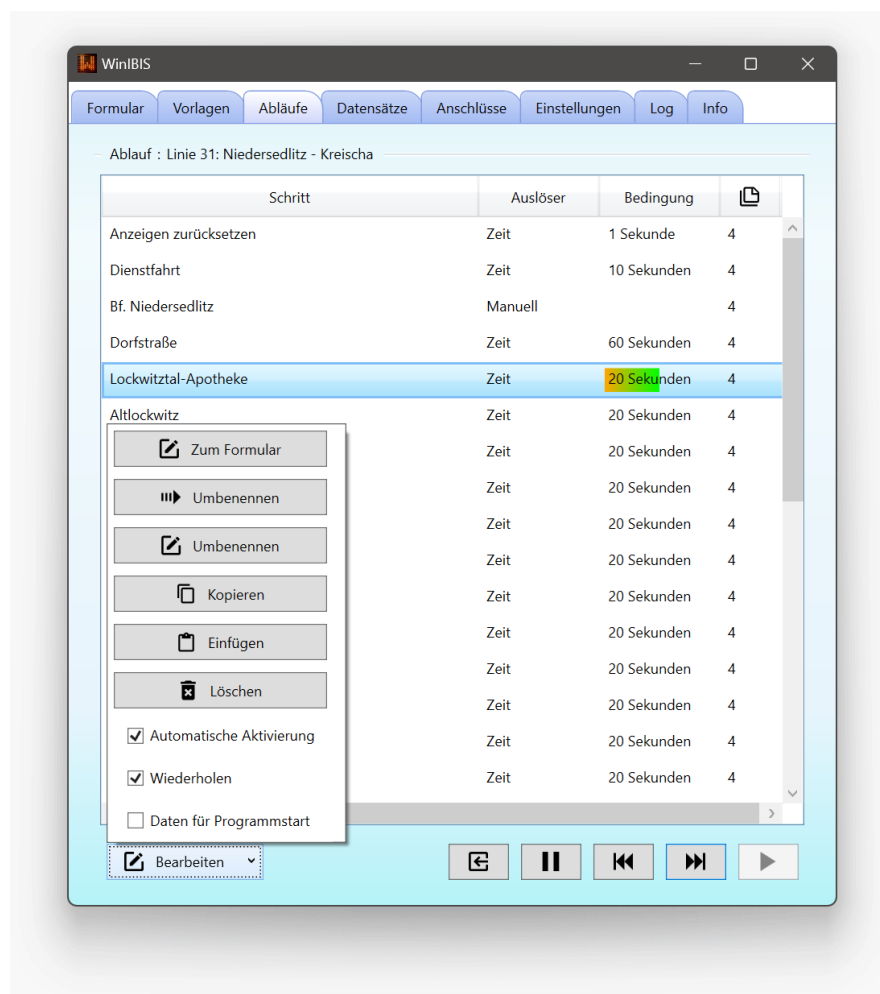 WinIBIS
Formular Vorlagen Abläufe Datensätze Anschlüsse Einstellungen Log Info
Ablauf : Linie 31: Niedersedlitz - Kreischa
Schritt Auslöser Bedingung
Anzeigen zurücksetzen Zeit 1 Sekunde 4
Dienstfahrt Zeit 10 Sekunden 4
Bf. Niedersedlitz Manuell 4
Dorfstraße Zeit 60 Sekunden 4
Lockwitztal-Apotheke Zeit 20 Sekunden 4
Altlockwitz Zeit 20 Sekunden 4
Zeit 20 Sekunden 4
Zeit 20 Sekunden 4
Zeit 20 Sekunden 4
Zeit 20 Sekunden 4
Zeit 20 Sekunden 4
Zeit 20 Sekunden 4
Zeit 20 Sekunden 4
Zeit 20 Sekunden 4
Zeit 20 Sekunden 4
Zeit 20 Sekunden 4
Zum Formular
Umbenennen
Umbenennen
Kopieren
Einfügen
Löschen
Automatische Aktivierung
Wiederholen
Daten für Programmstart
Bearbeiten